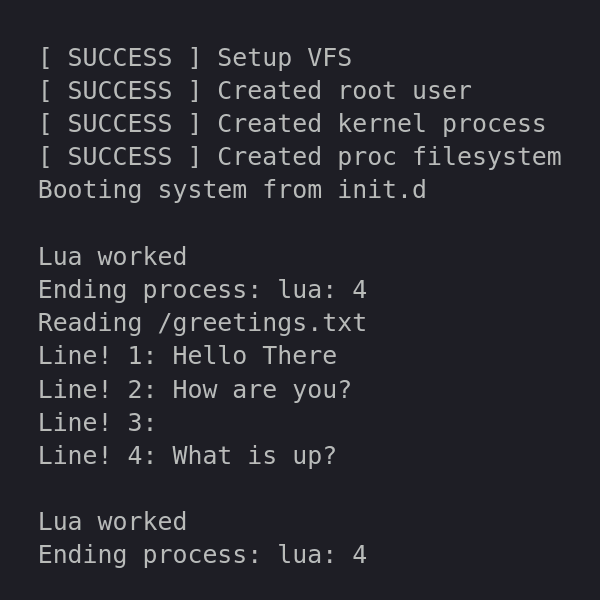 [ SUCCESS ] Setup VFS
[ SUCCESS ] Created root user
[ SUCCESS ] Created kernel process
[ SUCCESS ] Created proc filesystem
Booting system from init.d
Lua worked
Ending process: lua: 4
Reading /greetings.txt
Line! 1: Hello There
Line! 2: How are you?
Line! 3:
Line! 4: What is up?
Lua worked
Ending process: lua: 4